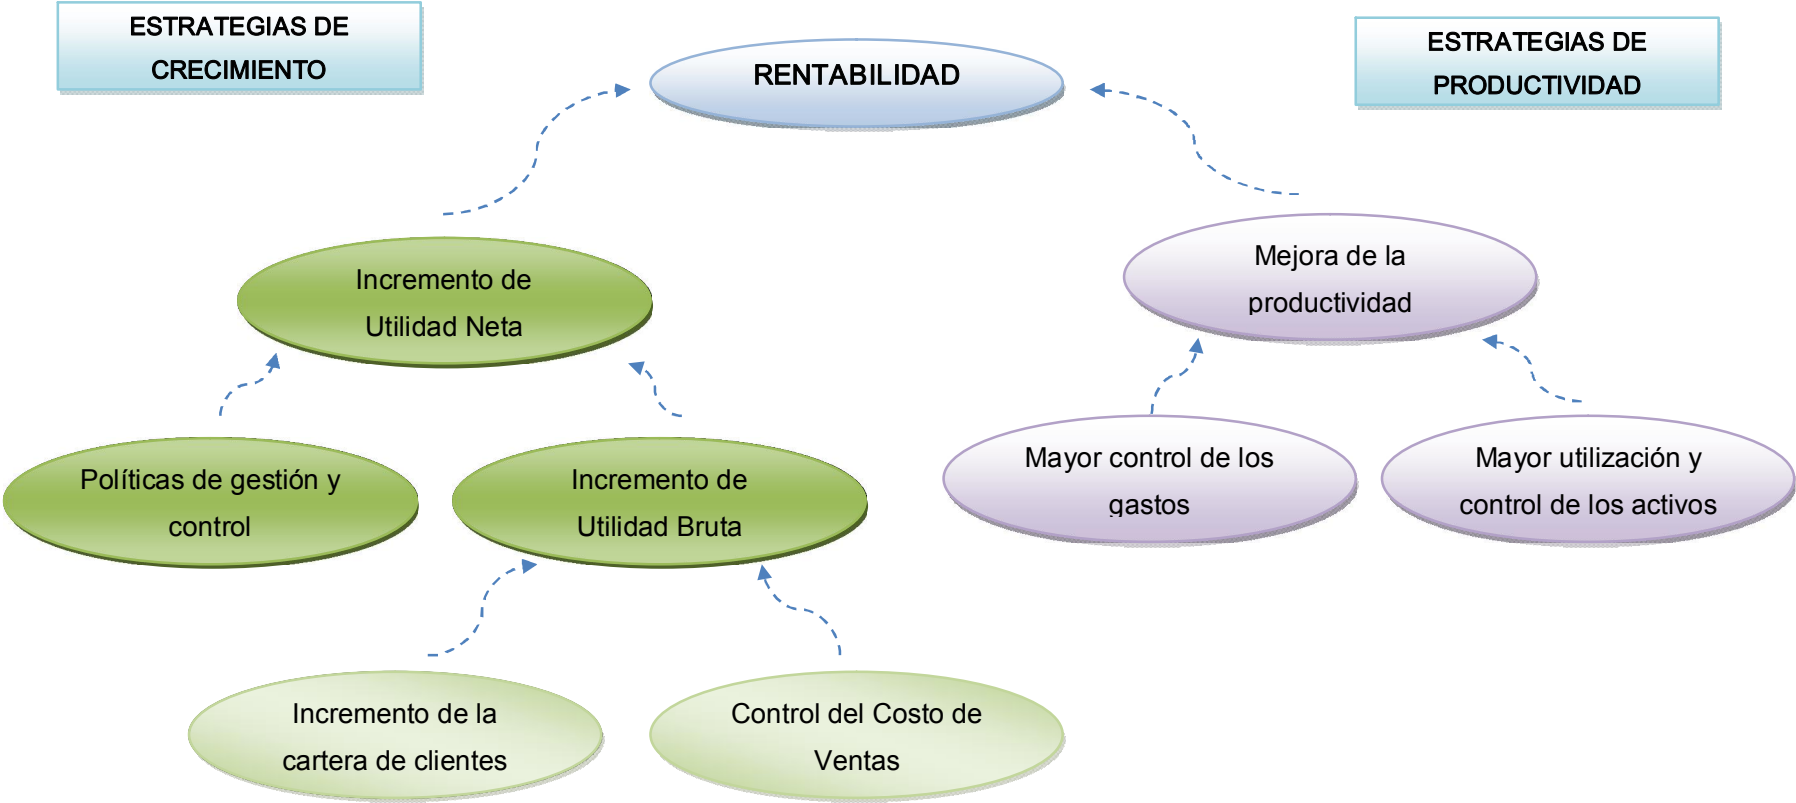 ESTRATEGIAS DE
CRECIMIENTO
RENTABILIDAD
ESTRATEGIAS DE
PRODUCTIVIDAD
Incremento de
Utilidad Neta
Mejora de la
productividad
Políticas de gestión y
control
Incremento de
Utilidad Bruta
Mayor control de los
gastos
Mayor utilización y
control de los activos
Incremento de la
cartera de clientes
Control del Costo de
Ventas